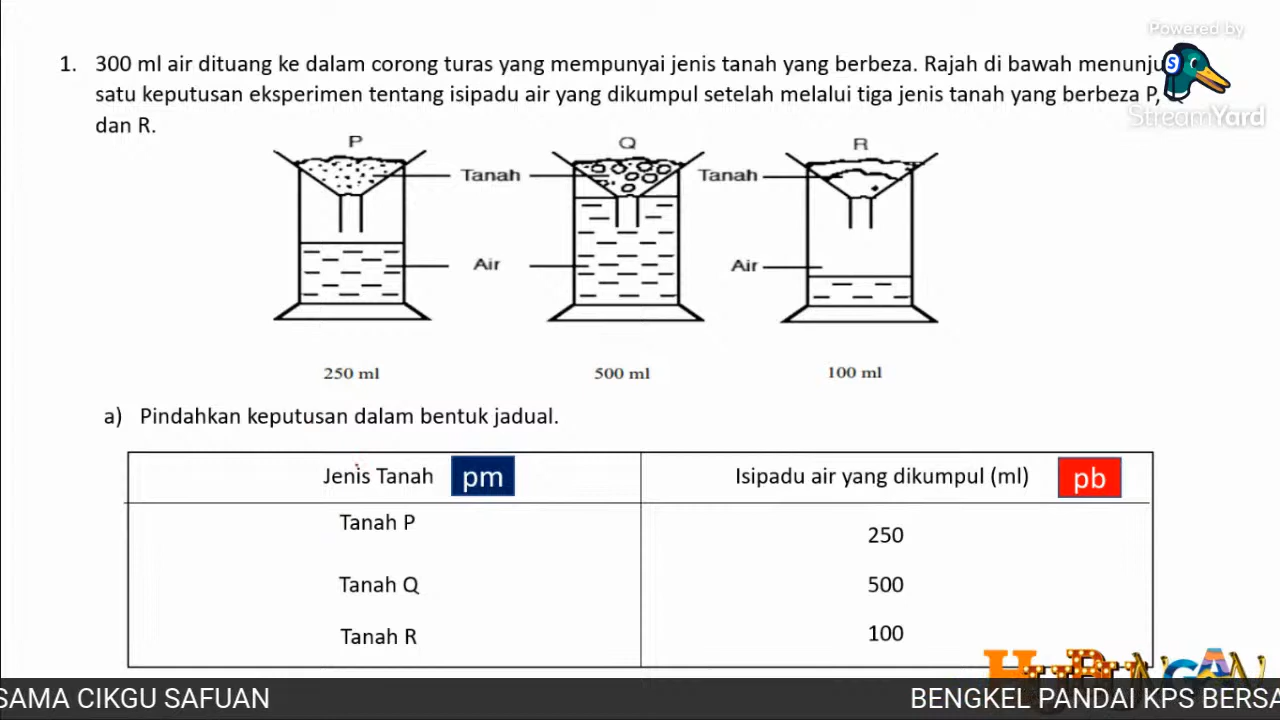 Powered by
1. 300 ml air dituang ke dalam corong turas yang mempunyai jenis tanah yang berbeza. Rajah di bawah menunju
S
satu keputusan eksperimen tentang isipadu air yang dikumpul setelah melalui tiga jenis tanah yang berbeza P,
StreamYard
dan R.
P Q R
Tanah Tanah
Air Air
250 ml 500 ml 100 ml
a) Pindahkan keputusan dalam bentuk jadual.
Jenis Tanah pm Isipadu air yang dikumpul (ml) pb
Tanah P 250
Tanah Q 500
Tanah R 100
HUBUNGAN
SAMA CIKGU SAFUAN BENGKEL PANDAI KPS BERSA